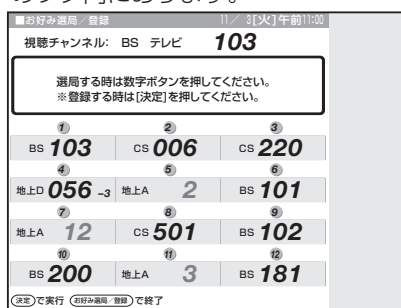 ■お好み選局／登録 11／ 3[火]午前11:00
視聴チャンネル: BS テレビ 103
選局する時は数字ボタンを押してください。
※登録する時は[決定]を押してください。
1 2 3
BS 103 CS 006 CS 220
4 5 6
地上D 056 -3 地上A 2 BS 101
7 8 9
地上A 12 CS 501 BS 102
10 11 12
BS 200 地上A 3 BS 181
決定で実行 お好み選局／登録で終了